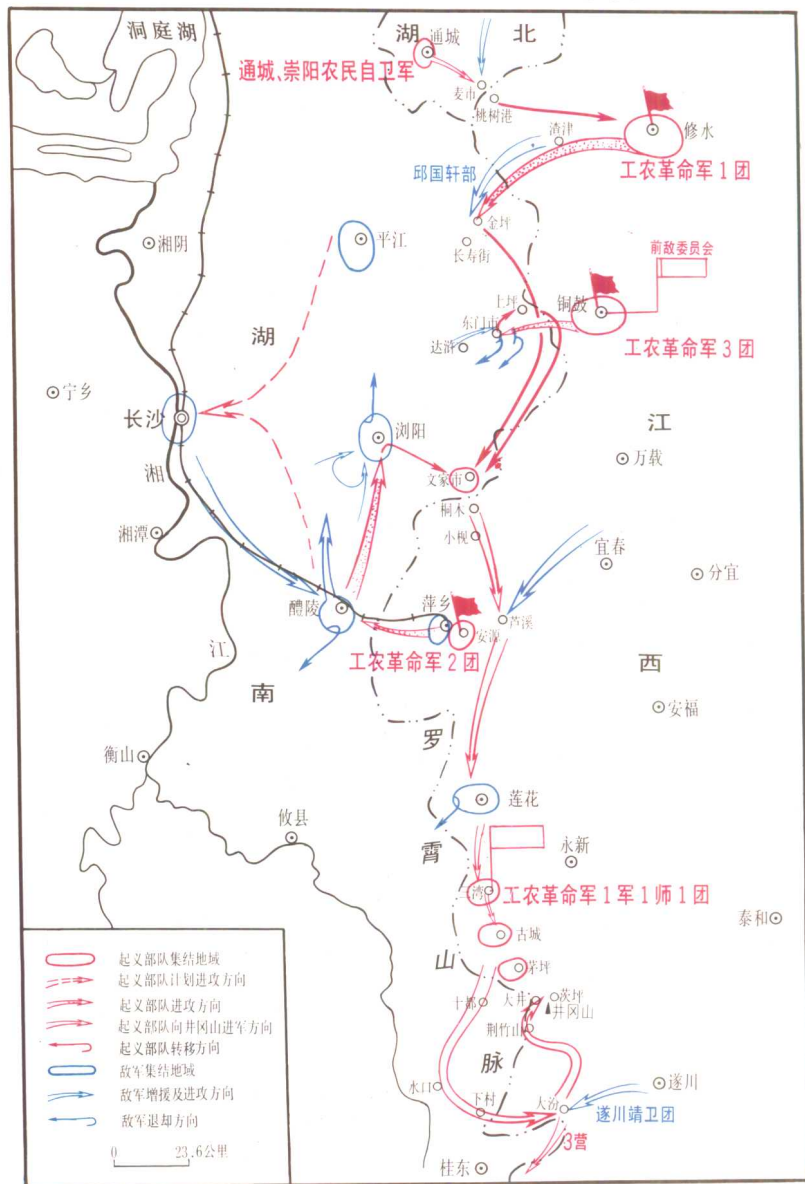 洞庭湖
湖
北
通城
通城、崇阳农民自卫军
麦市
桃树港
渣津
修水
邱国轩部
工农革命军1团
金坪
湘阴
平江
长寿街
前敌委员会
上坪
铜鼓
湖
东门市
达浒
工农革命军3团
宁乡
长沙
江
浏阳
湘
文家市
万载
桐木
湘潭
小枧
宜春
分宜
醴陵
萍乡
安源
芦溪
江
工农革命军2团
西
南
安福
罗
衡山
莲花
攸县
霄
永新
湾
工农革命军1军1师1团
泰和
古城
山
茅坪
十都
大井
茨坪
井冈山
荆竹山
脉
水口
下村
大汾
遂川
遂川靖卫团
3营
桂东
起义部队集结地域
起义部队计划进攻方向
起义部队进攻方向
起义部队向井冈山进军方向
起义部队转移方向
敌军集结地域
敌军增援及进攻方向
敌军退却方向
0 23.6公里